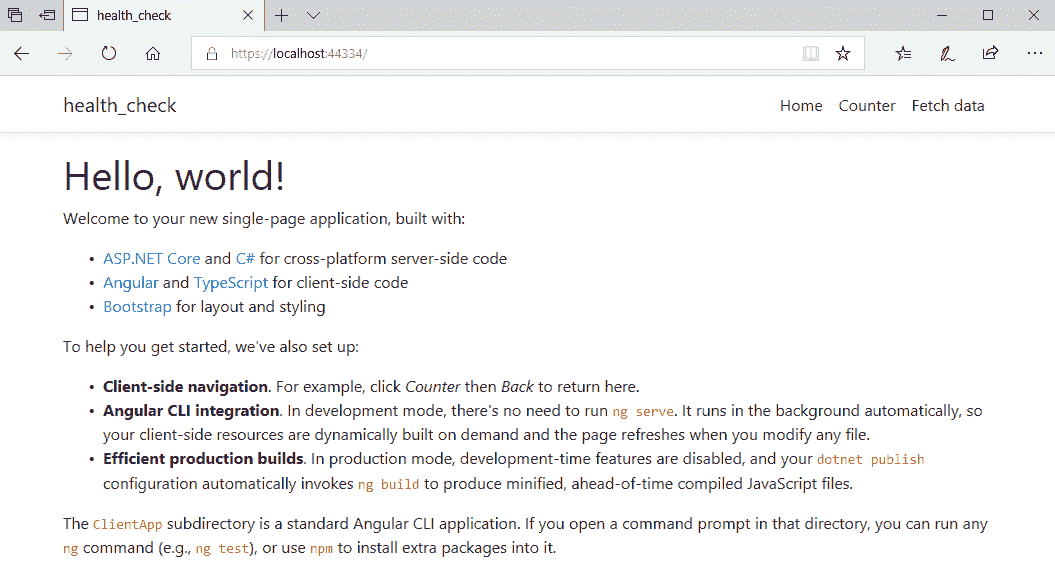 health_check
https://localhost:44334/
health_check
Home Counter Fetch data
Hello, world!
Welcome to your new single-page application, built with:
• ASP.NET Core and C# for cross-platform server-side code
• Angular and TypeScript for client-side code
• Bootstrap for layout and styling
To help you get started, we've also set up:
• Client-side navigation. For example, click Counter then Back to return here.
• Angular CLI integration. In development mode, there's no need to run ng serve. It runs in the background automatically, so
your client-side resources are dynamically built on demand and the page refreshes when you modify any file.
• Efficient production builds. In production mode, development-time features are disabled, and your dotnet publish
configuration automatically invokes ng build to produce minified, ahead-of-time compiled JavaScript files.
The ClientApp subdirectory is a standard Angular CLI application. If you open a command prompt in that directory, you can run any
ng command (e.g., ng test), or use npm to install extra packages into it.